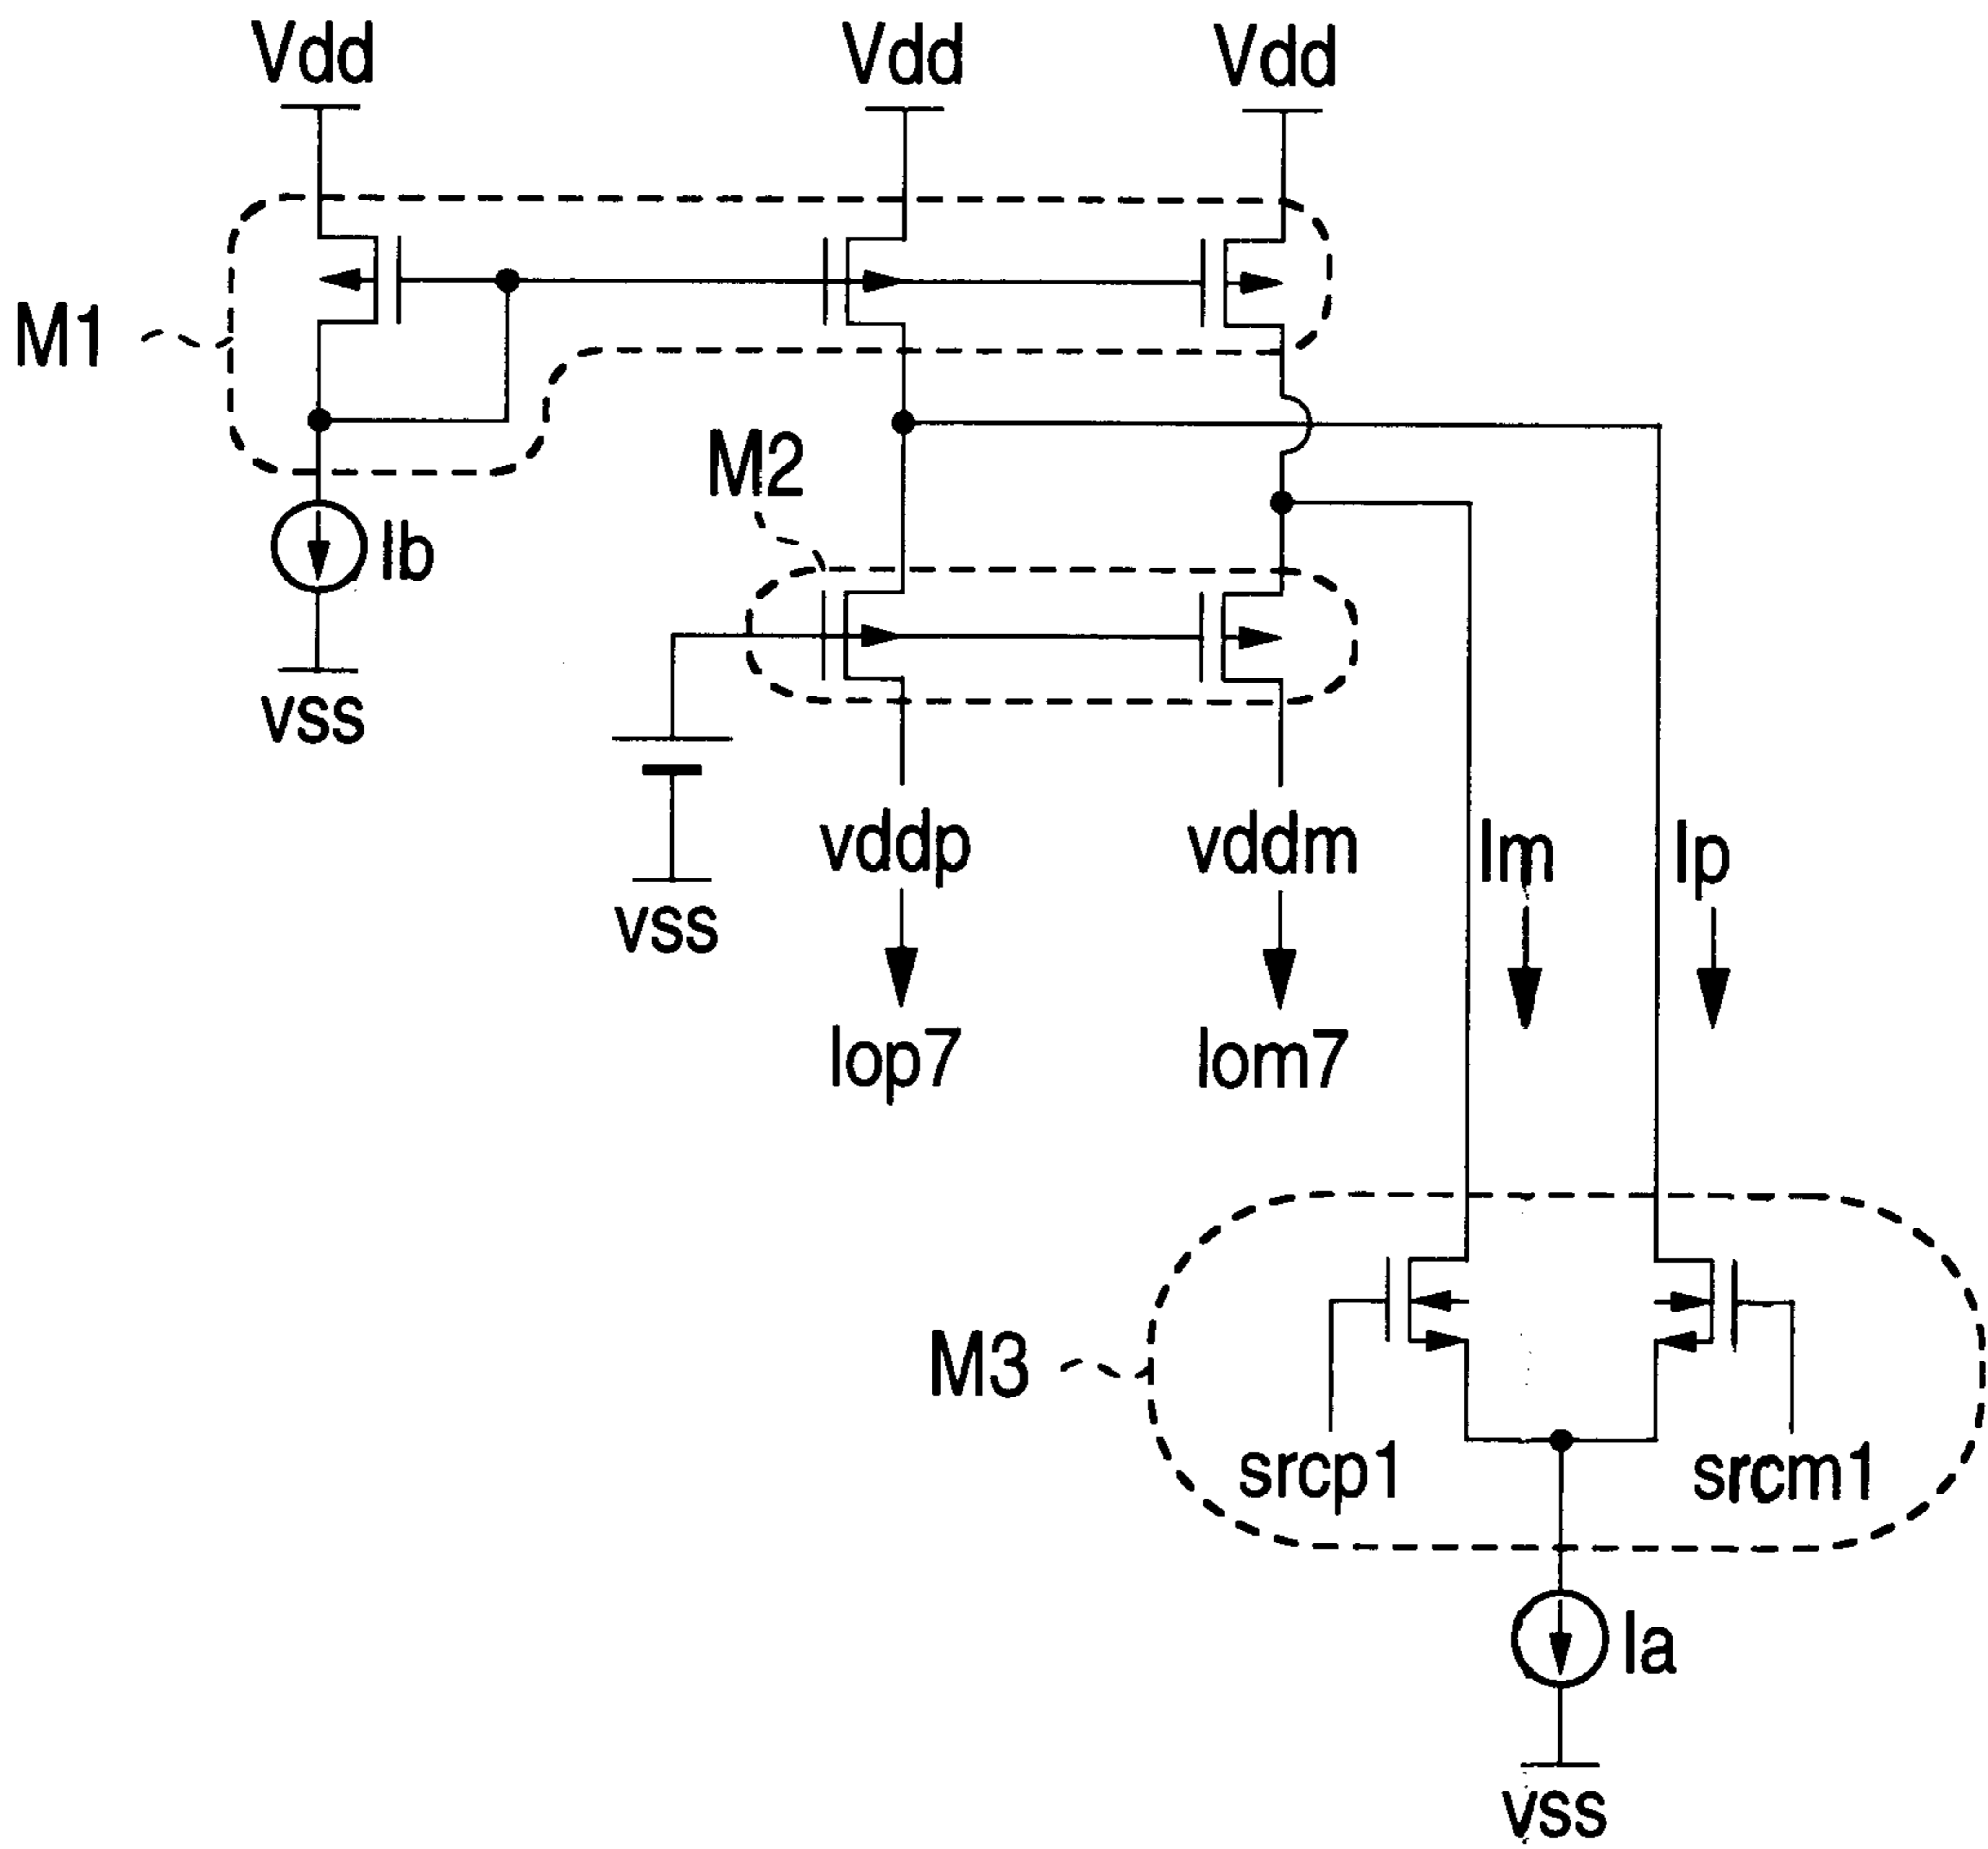 Vdd Vdd Vdd
M1
M2
Ib
vss
vddp vddm Im Ip
vss
Iop7 Iom7
M3
srcp1 srcm1
Ia
vss